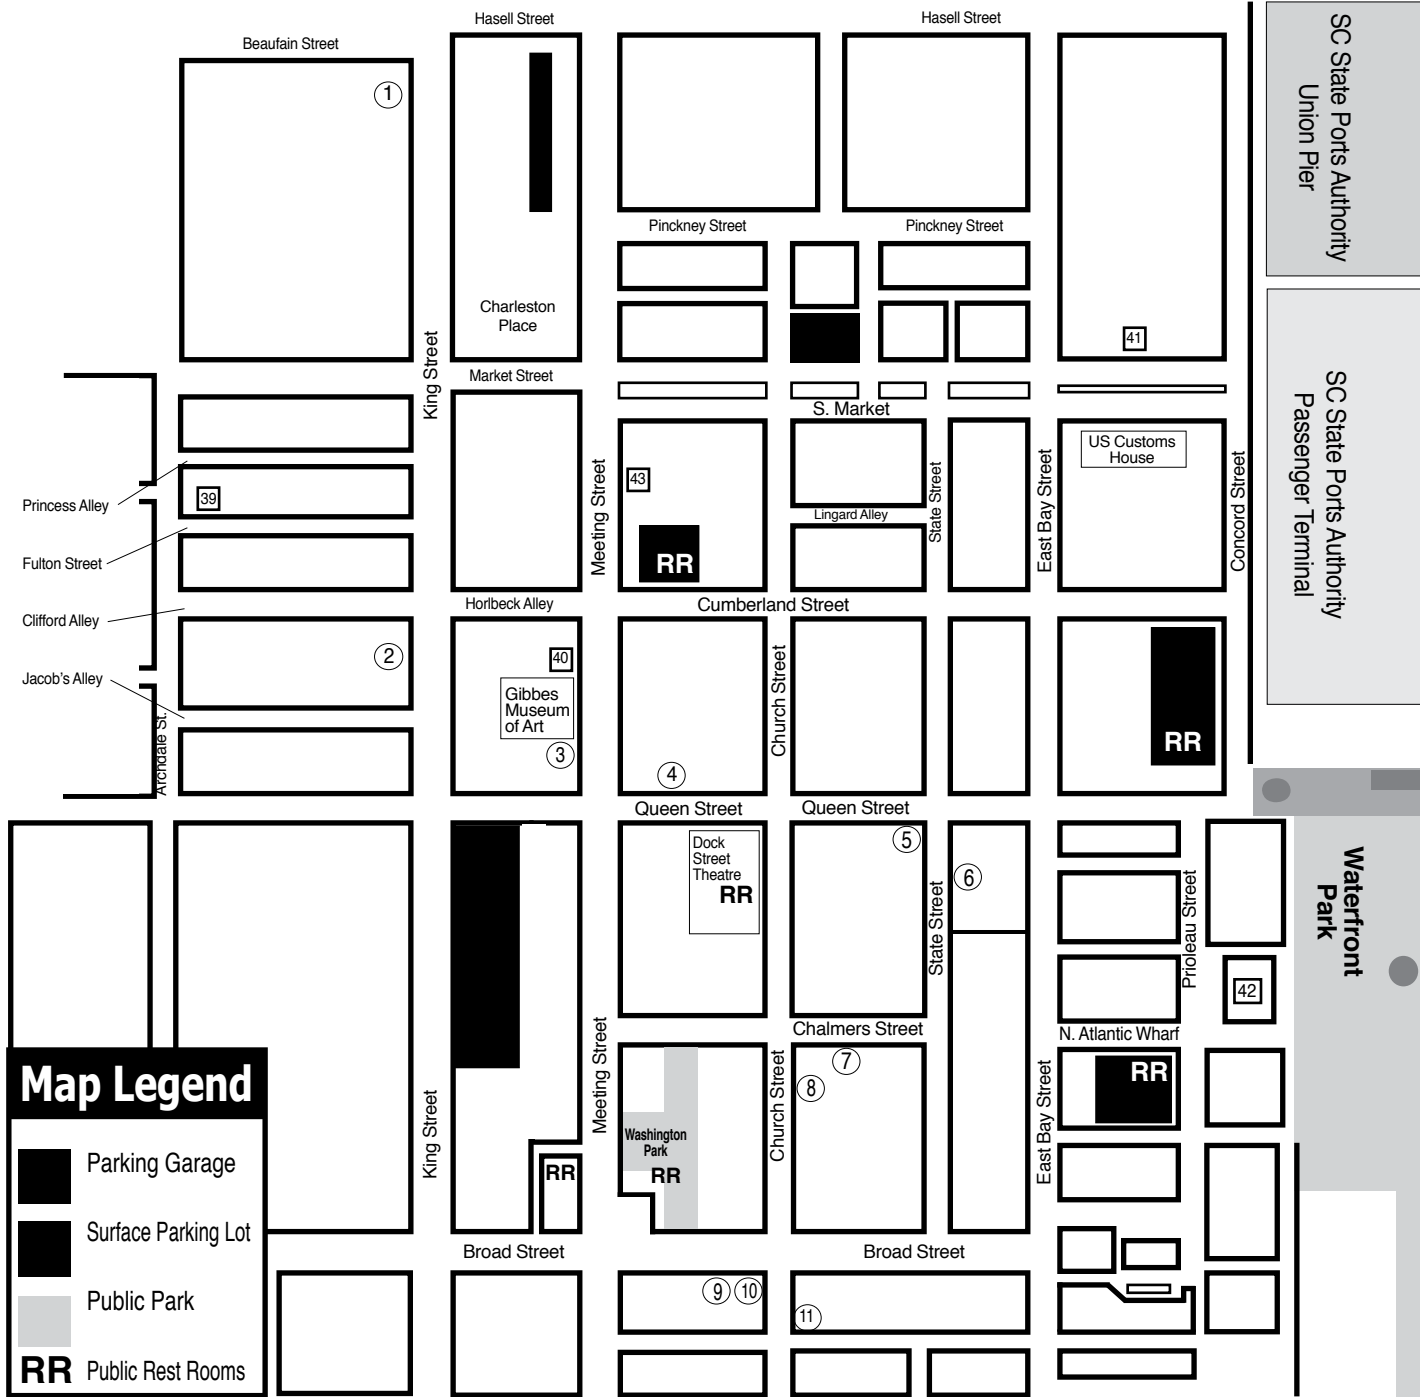 Hasell Street
Hasell Street
Beaufain Street
SC State Ports Authority
Union Pier
1
Pinckney Street
Pinckney Street
Charleston
Place
King Street
41
Market Street
S. Market
SC State Ports Authority
Passenger Terminal
US Customs
House
Meeting Street
43
State Street
East Bay Street
Concord Street
Princess Alley
39
Lingard Alley
Fulton Street
RR
Horlbeck Alley
Cumberland Street
Clifford Alley
2
40
Church Street
Jacob's Alley
Gibbes
Museum
of Art
Archdale St.
3
4
RR
Queen Street
Queen Street
Dock
Street
Theatre
RR
5
6
State Street
Prioleau Street
Waterfront
Park
42
Chalmers Street
N. Atlantic Wharf
Map Legend
7
8
RR
King Street
Meeting Street
Washington
Park
RR
Church Street
East Bay Street
RR
Parking Garage
Surface Parking Lot
Broad Street
Broad Street
Public Park
9
10
11
RR Public Rest Rooms